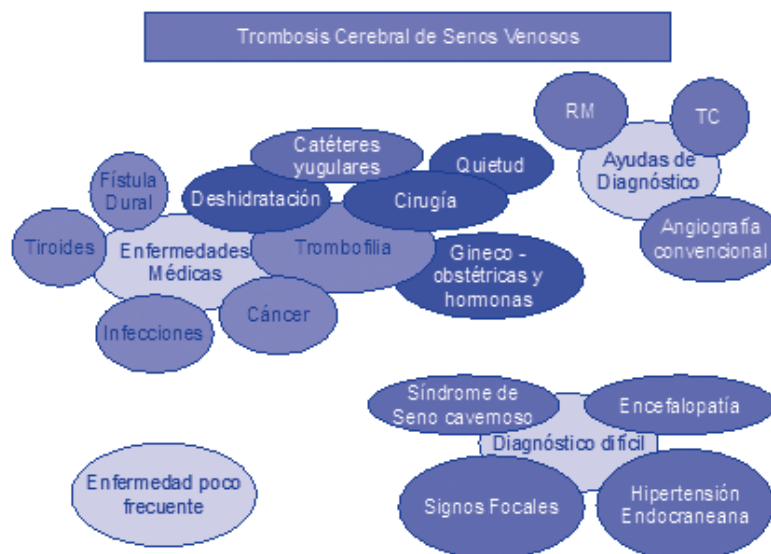 Trombosis Cerebral de Senos Venosos
RM
TC
Ayudas de
Diagnóstico
Angiografía
convencional
Catéteres
yugulares
Quietud
Fístula
Dural
Deshidratación
Cirugía
Tiroides
Enfermedades
Médicas
Trombofilia
Gineco -
obstétricas y
hormonas
Infecciones
Cáncer
Síndrome de
Seno cavernoso
Encefalopatía
Diagnóstico difícil
Signos Focales
Hipertensión
Endocraneana
Enfermedad poco
frecuente